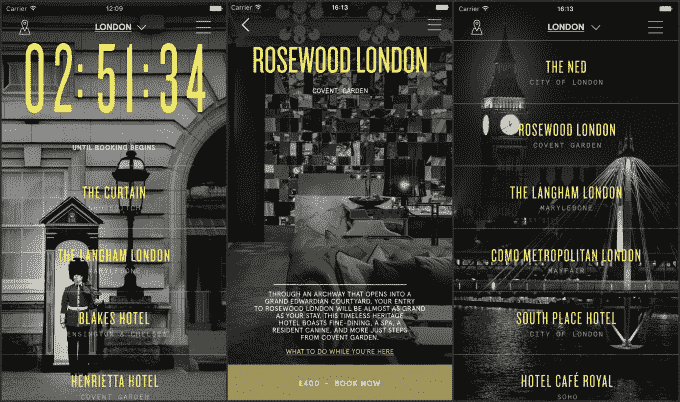 Carrier 12:09
LONDON
02:51:34
UNTIL BOOKING BEGINS
THE CURTAIN
THE LANGHAM LONDON
MARYLEBONE
BLAKES HOTEL
KENSINGTON & CHELSEA
HENRIETTA HOTEL
COVENT GARDEN
Carrier 16:13
ROSEWOOD LONDON
COVENT GARDEN
THROUGH AN ARCHWAY THAT OPENS INTO A
GRAND EDWARDIAN COURTYARD, YOUR ENTRY
TO ROSEWOOD LONDON WILL BE ALMOST AS GRAND
AS YOUR STAY. THIS TIMELESS HERITAGE
HOTEL BOASTS FINE-DINING, A SPA, A
RESIDENT CANINE, AND MORE JUST STEPS
FROM COVENT GARDEN.
WHAT TO DO WHILE YOU'RE HERE
£400 - BOOK NOW
Carrier 16:13
LONDON
THE NED
CITY OF LONDON
ROSEWOOD LONDON
COVENT GARDEN
THE LANGHAM LONDON
MARYLEBONE
COMO METROPOLITAN LONDON
MAYFAIR
SOUTH PLACE HOTEL
CITY OF LONDON
HOTEL CAFÉ ROYAL
SOHO